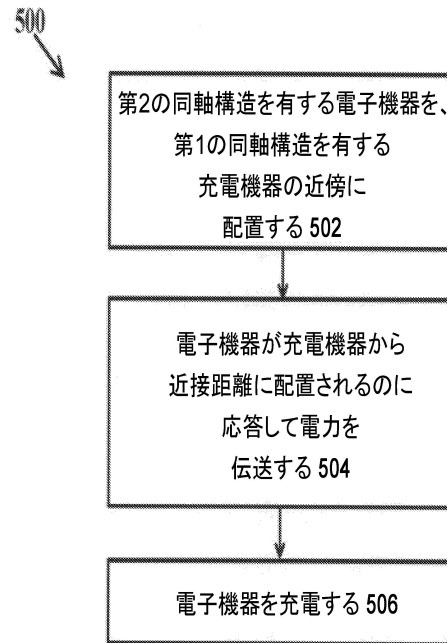 500
第2の同軸構造を有する電子機器を、
第1の同軸構造を有する
充電機器の近傍に
配置する 502
電子機器が充電機器から
近接距離に配置されるのに
応答して電力を
伝送する 504
電子機器を充電する 506